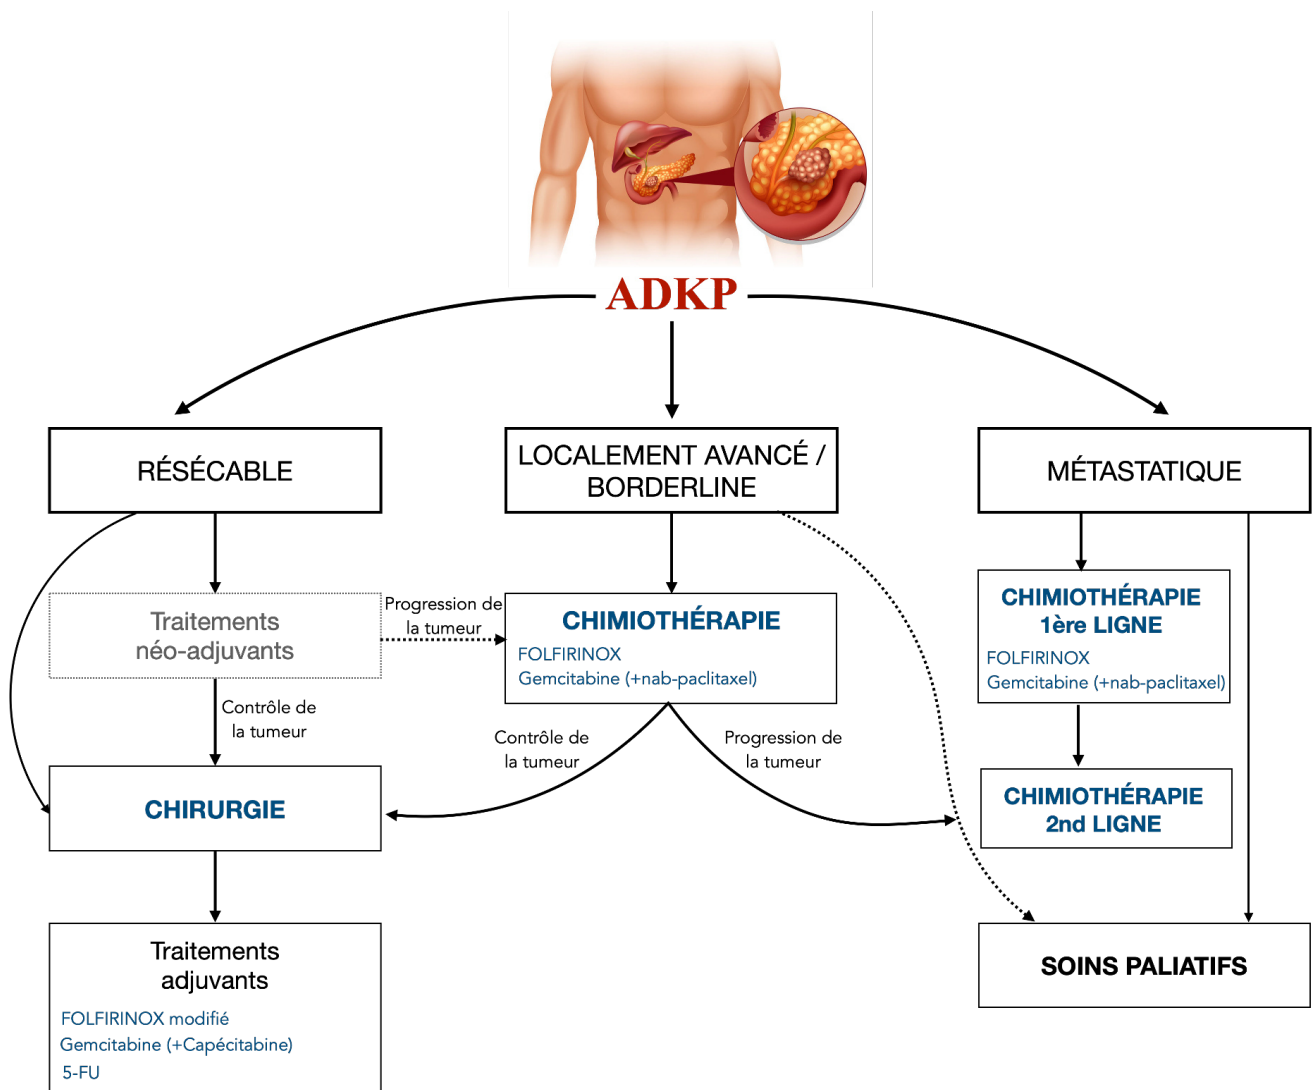 ADKP
RÉSÉCABLE
LOCALEMENT AVANCÉ /
BORDERLINE
MÉTASTATIQUE
Traitements
néo-adjuvants
Progression de
la tumeur
CHIMIOTHÉRAPIE
FOLFIRINOX
Gemcitabine (+nab-paclitaxel)
CHIMIOTHÉRAPIE
1ère LIGNE
FOLFIRINOX
Gemcitabine (+nab-paclitaxel)
Contrôle de
la tumeur
Contrôle de
la tumeur
Progression de
la tumeur
CHIRURGIE
CHIMIOTHÉRAPIE
2nd LIGNE
Traitements
adjuvants
FOLFIRINOX modifié
Gemcitabine (+Capécitabine)
5-FU
SOINS PALIATIFS